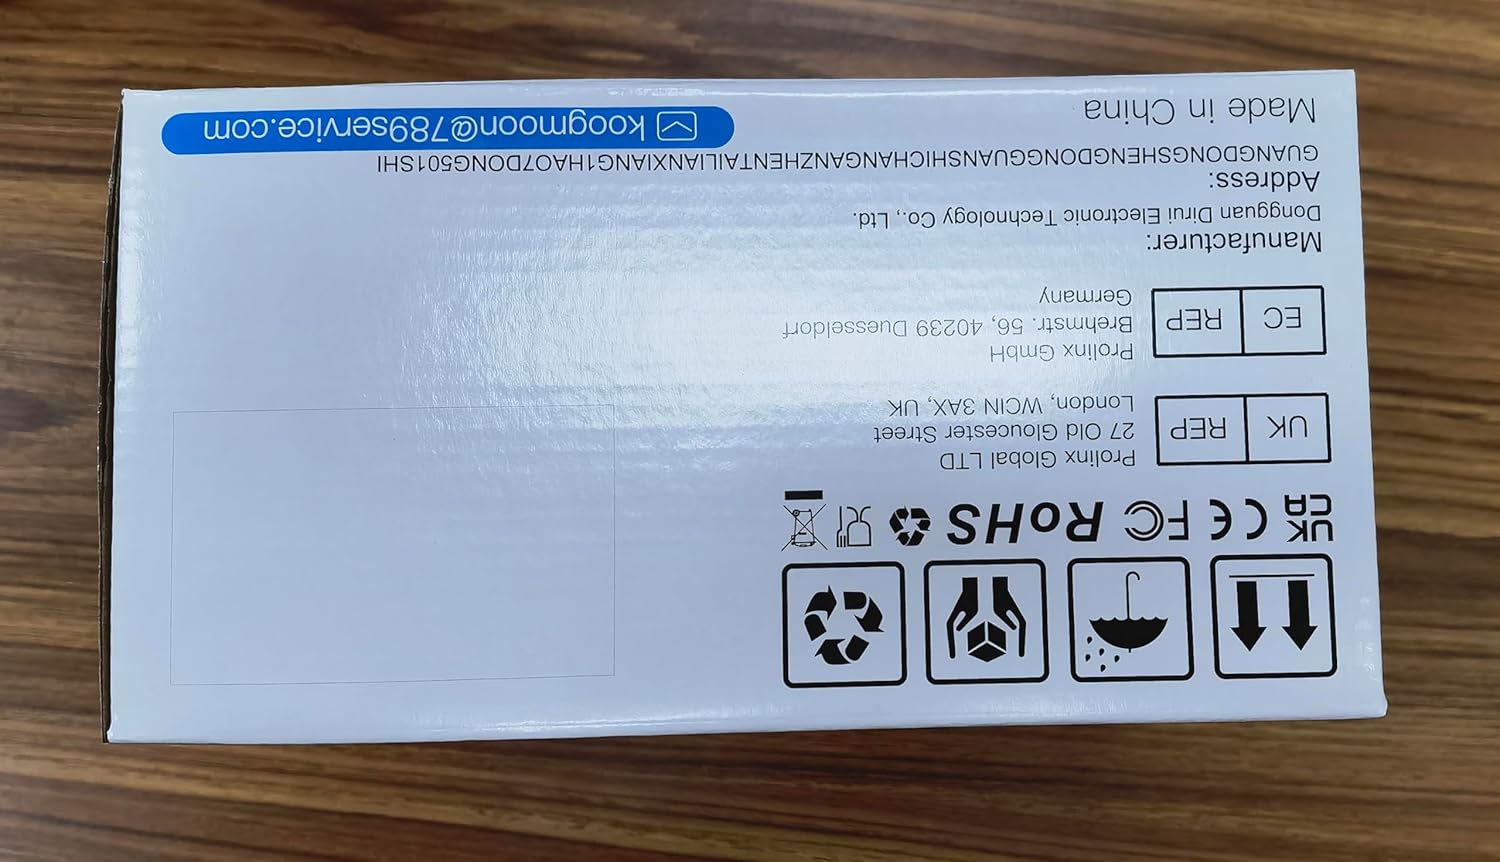 UK
CA
CE
FC
RoHS
UK REP
Prolinx Global LTD
27 Old Gloucester Street
London, WCIN 3AX, UK
EC REP
Prolinx GmbH
Brehmstr. 56, 40239 Duesseldorf
Germany
Manufacturer:
Dongguan Dirui Electronic Technology Co., Ltd.
Address:
GUANGDONGSHENGDONGGUANSHICHANGANZHENTAILIANXIANG1HAO7DONG501SHI
Made in China
koogmoon@789service.com